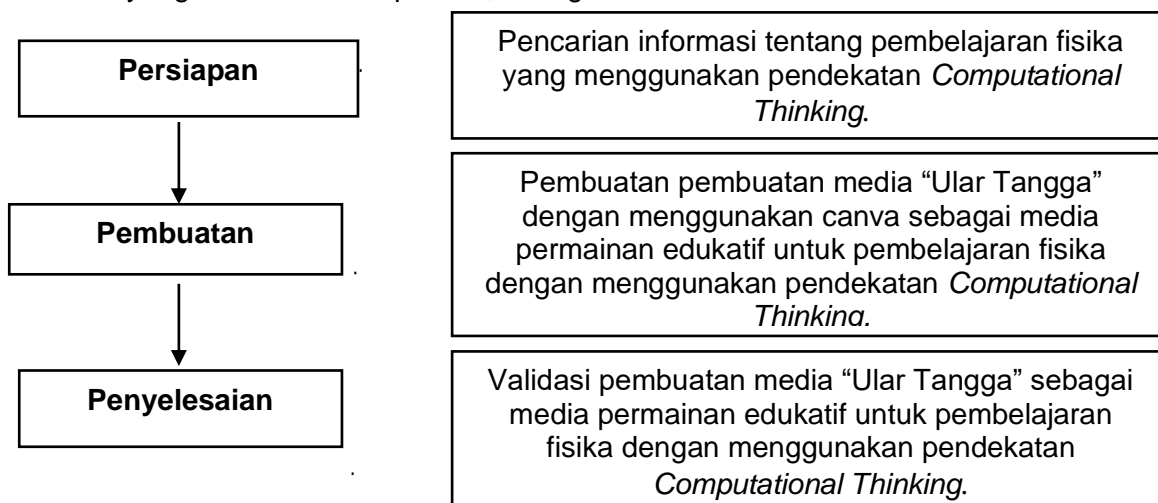 Persiapan
Pencarian informasi tentang pembelajaran fisika
yang menggunakan pendekatan Computational
Thinking.
Pembuatan
Pembuatan pembuatan media “Ular Tangga”
dengan menggunakan canva sebagai media
permainan edukatif untuk pembelajaran fisika
dengan menggunakan pendekatan Computational
Thinking.
Penyelesaian
Validasi pembuatan media “Ular Tangga” sebagai
media permainan edukatif untuk pembelajaran
fisika dengan menggunakan pendekatan
Computational Thinking.